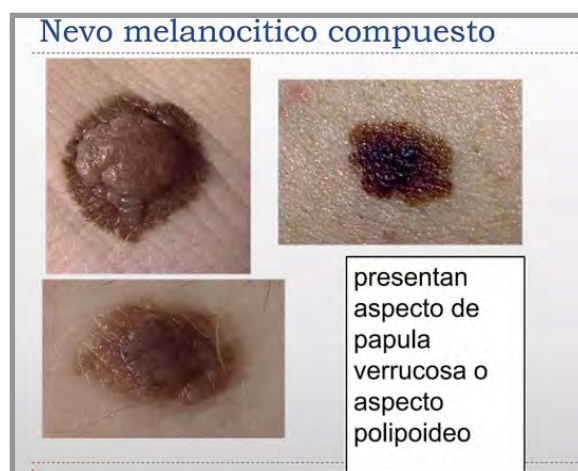 Nevo melanocitico compuesto
presentan
aspecto de
papula
verrucosa o
aspecto
polipoideo